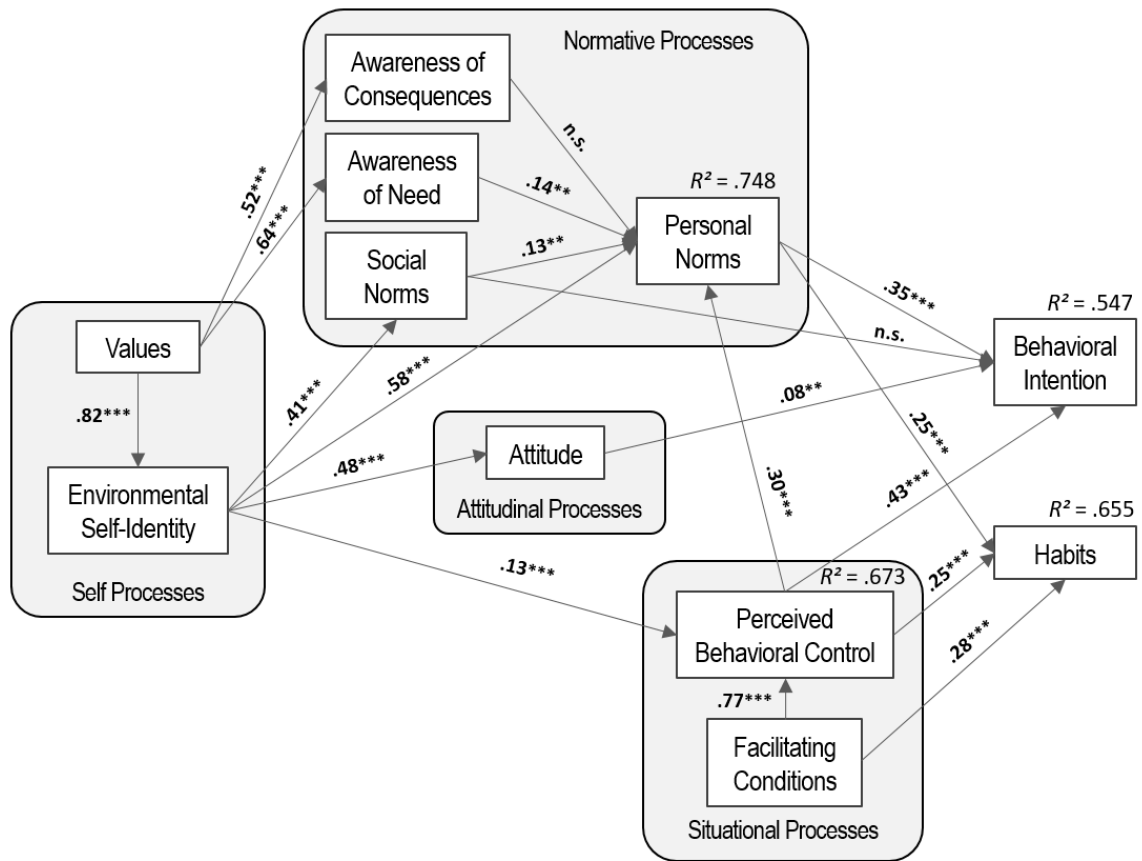 Normative Processes
Awareness of
Consequences
n.s.
Awareness
of Need
.52***
.64***
.14**
R² = .748
Personal
Norms
Social
Norms
.13**
.35***
R² = .547
Behavioral
Intention
n.s.
Values
.82***
.41***
.58***
.08**
.25***
Environmental
Self-Identity
.48***
Attitude
Attitudinal Processes
.30***
.43***
R² = .655
Habits
Self Processes
.13***
R² = .673
.25***
Perceived
Behavioral Control
.28***
.77***
Facilitating
Conditions
Situational Processes